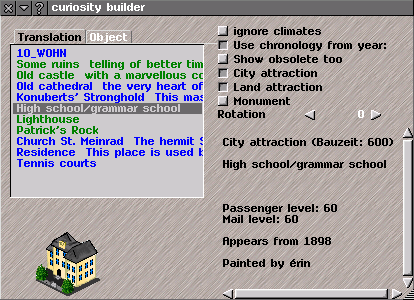 curiosity builder
Translation Object
10_WOHN
Some ruins telling of better tim
Old castle with a marvellous co
Old cathedral the very heart of
Konuberts' Stronghold This mas
High school/grammar school
Lighthouse
Patrick's Rock
Church St. Meinrad The hermit S
Residence This place is used b
Tennis courts
ignore climates
Use chronology from year:
Show obsolete too
City attraction
Land attraction
Monument
Rotation 0
City attraction (Bauzeit: 600)
High school/grammar school
Passenger level: 60
Mail level: 60
Appears from 1898
Painted by érin